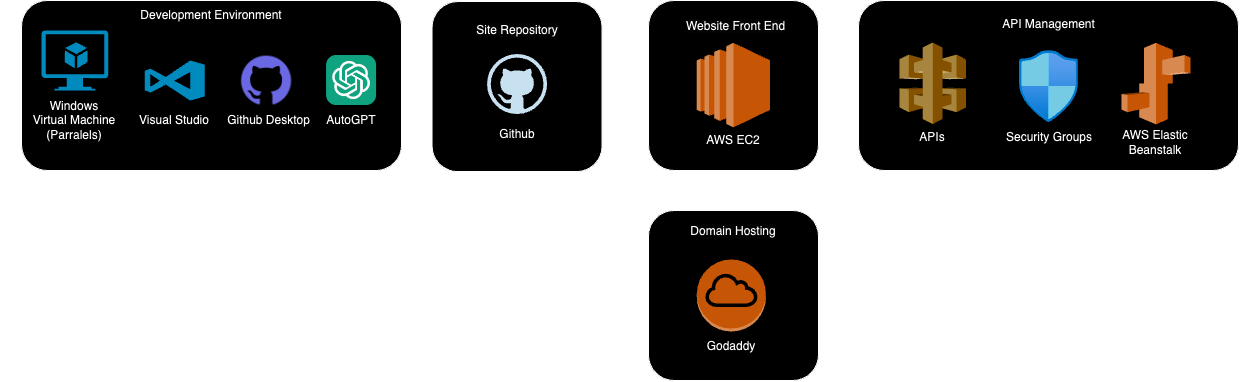 Development Environment
Windows
Virtual Machine
(Parralels)
Visual Studio
Github Desktop
AutoGPT
Site Repository
Github
Website Front End
AWS EC2
API Management
APIs
Security Groups
AWS Elastic
Beanstalk
Domain Hosting
Godaddy